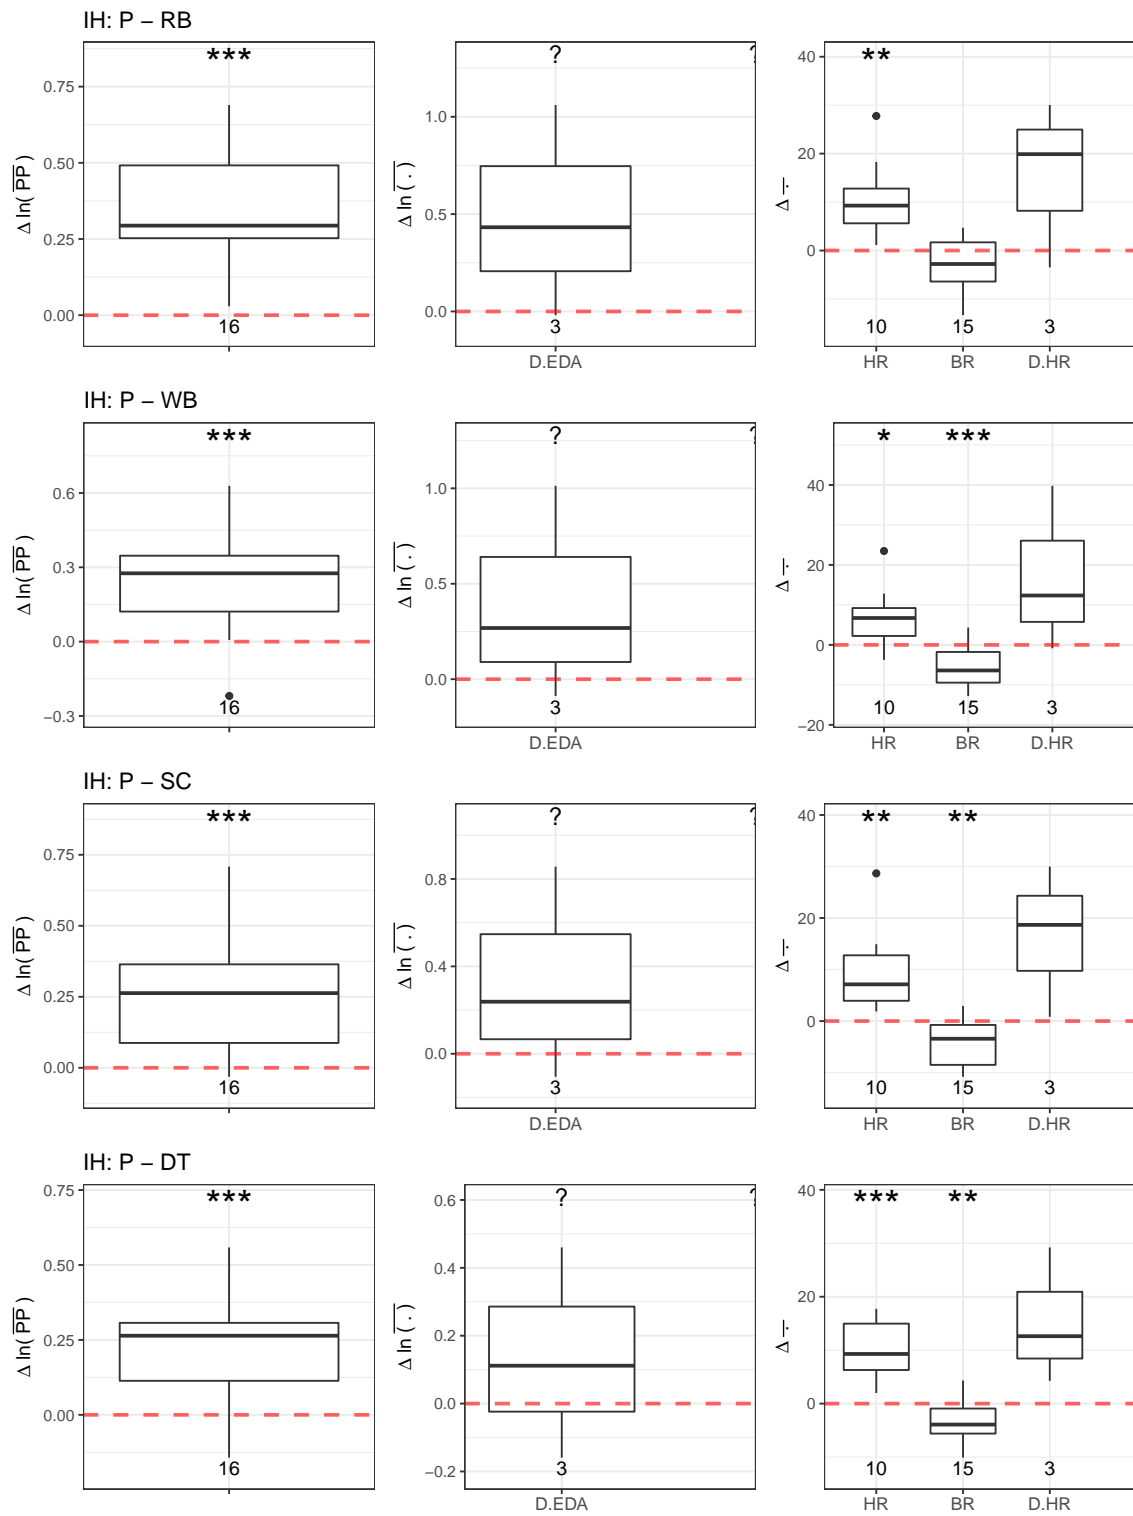 IH: P − RB
*** ? ? **
0.75 0.50 0.25 0.00
Δ ln( PP )
16
1.0 0.5 0.0
Δ ln ( . )
3
D.EDA
40 20 0
Δ .
10 15 3
HR BR D.HR
IH: P − WB
*** ? ? * ***
0.6 0.3 0.0 −0.3
Δ ln( PP )
16
1.0 0.5 0.0
Δ ln ( . )
3
D.EDA
40 20 0 −20
Δ .
10 15 3
HR BR D.HR
IH: P − SC
*** ? ? ** **
0.75 0.50 0.25 0.00
Δ ln( PP )
16
0.8 0.4 0.0
Δ ln ( . )
3
D.EDA
40 20 0
Δ .
10 15 3
HR BR D.HR
IH: P − DT
*** ? ? *** **
0.75 0.50 0.25 0.00
Δ ln( PP )
16
0.6 0.4 0.2 0.0 −0.2
Δ ln ( . )
3
D.EDA
40 20 0
Δ .
10 15 3
HR BR D.HR